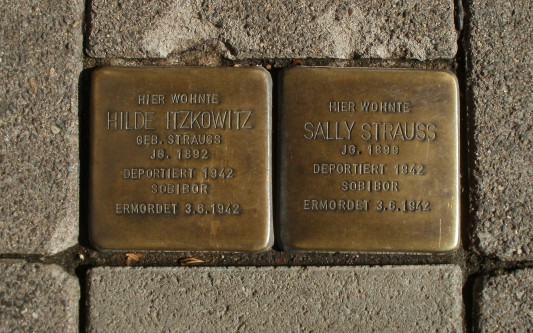 HIER WOHNTE
HILDE ITZKOWITZ
GEB. STRAUSS
JG. 1892
DEPORTIERT 1942
SOBIBOR
ERMORDET 3.6.1942
HIER WOHNTE
SALLY STRAUSS
JG. 1899
DEPORTIERT 1942
SOBIBOR
ERMORDET 3.6.1942